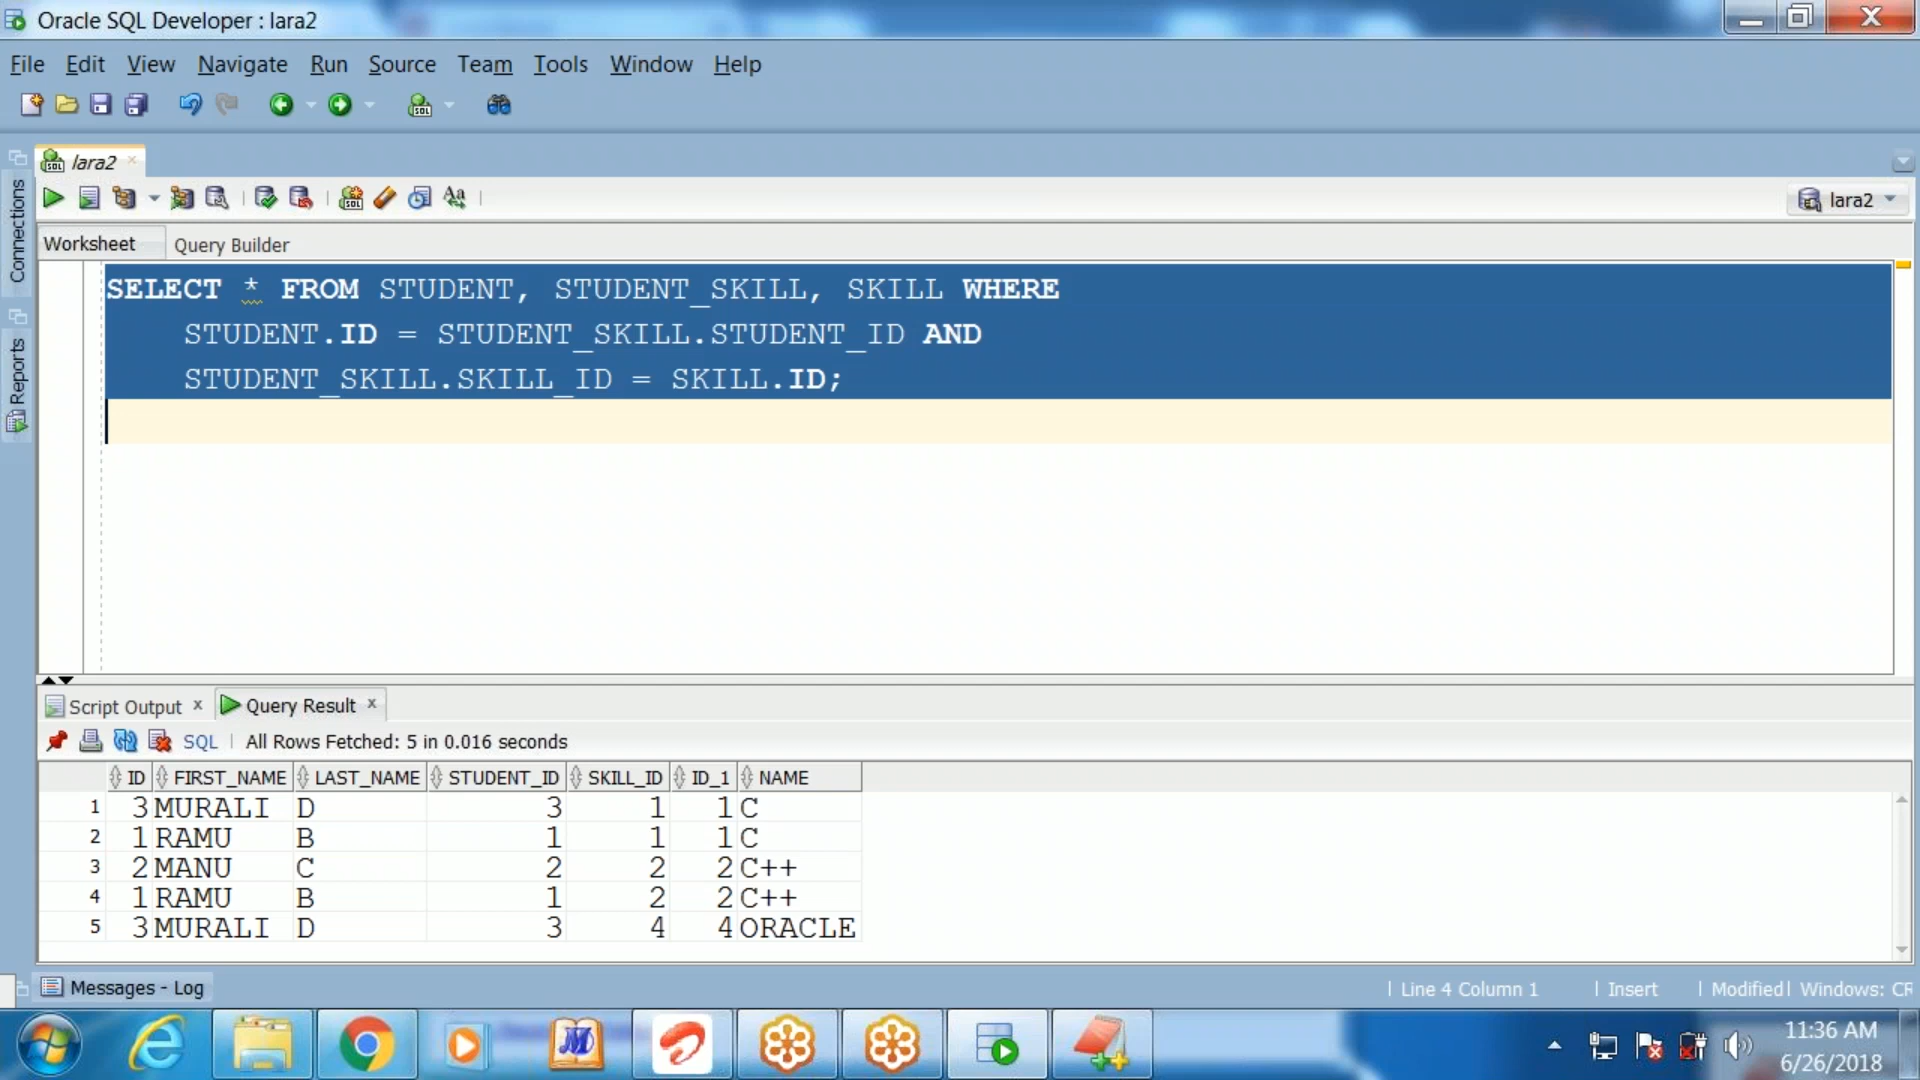 Oracle SQL Developer : lara2
File Edit View Navigate Run Source Team Tools Window Help
lara2
lara2
Connections
Reports
Worksheet Query Builder
SELECT * FROM STUDENT, STUDENT_SKILL, SKILL WHERE
STUDENT.ID = STUDENT_SKILL.STUDENT_ID AND
STUDENT_SKILL.SKILL_ID = SKILL.ID;
Script Output x Query Result x
SQL | All Rows Fetched: 5 in 0.016 seconds
ID FIRST_NAME LAST_NAME STUDENT_ID SKILL_ID ID_1 NAME
1 3 MURALI D 3 1 1 C
2 1 RAMU B 1 1 1 C
3 2 MANU C 2 2 2 C++
4 1 RAMU B 1 2 2 C++
5 3 MURALI D 3 4 4 ORACLE
Messages - Log
| Line 4 Column 1 | Insert | Modified | Windows: CR
11:36 AM
6/26/2018